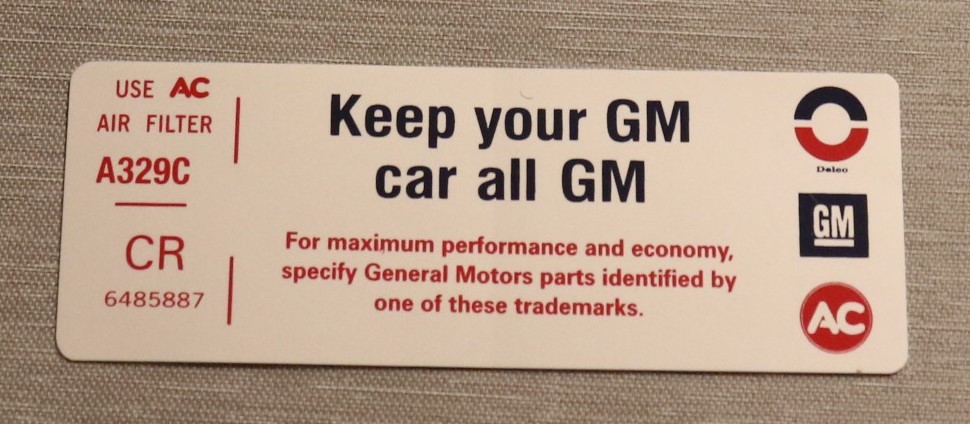 USE AC
AIR FILTER
A329C
CR
6485887
Keep your GM
car all GM
For maximum performance and economy,
specify General Motors parts identified by
one of these trademarks.
Delco
GM
AC